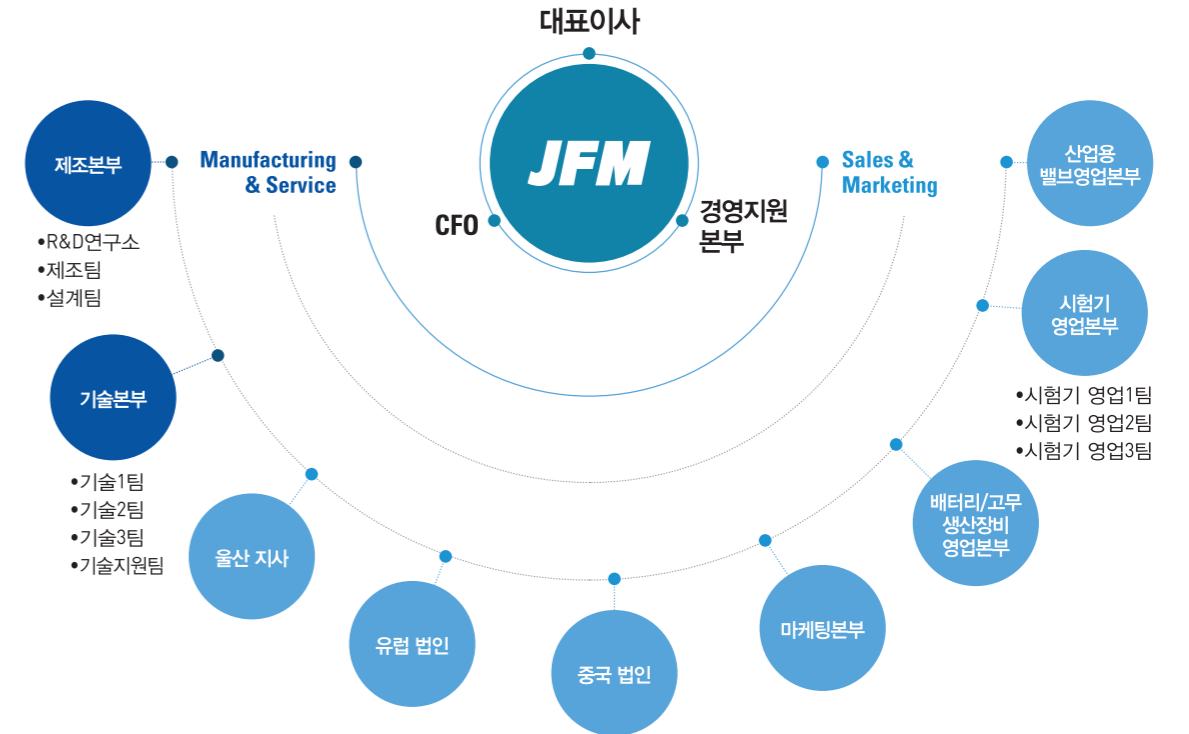 대표이사
JFM
CFO
경영지원
본부
Manufacturing
& Service
Sales &
Marketing
제조본부
•R&D연구소
•제조팀
•설계팀
기술본부
•기술1팀
•기술2팀
•기술3팀
•기술지원팀
울산 지사
유럽 법인
중국 법인
마케팅본부
배터리/고무
생산장비
영업본부
시험기
영업본부
•시험기 영업1팀
•시험기 영업2팀
•시험기 영업3팀
산업용
밸브영업본부